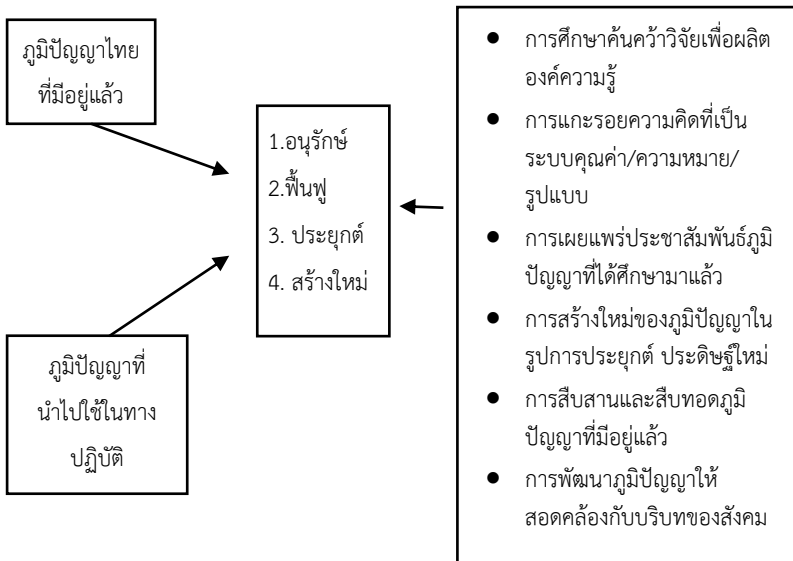 ภูมิปัญญาไทย
ที่มีอยู่แล้ว
ภูมิปัญญาที่
นำไปใช้ในทาง
ปฏิบัติ
1.อนุรักษ์
2.ฟื้นฟู
3. ประยุกต์
4. สร้างใหม่
● การศึกษาค้นคว้าวิจัยเพื่อผลิต
องค์ความรู้
● การแกะรอยความคิดที่เป็น
ระบบคุณค่า/ความหมาย/
รูปแบบ
● การเผยแพร่ประชาสัมพันธ์ภูมิ
ปัญญาที่ได้ศึกษามาแล้ว
● การสร้างใหม่ของภูมิปัญญาใน
รูปการประยุกต์ ประดิษฐ์ใหม่
● การสืบสานและสืบทอดภูมิ
ปัญญาที่มีอยู่แล้ว
● การพัฒนาภูมิปัญญาให้
สอดคล้องกับบริบทของสังคม